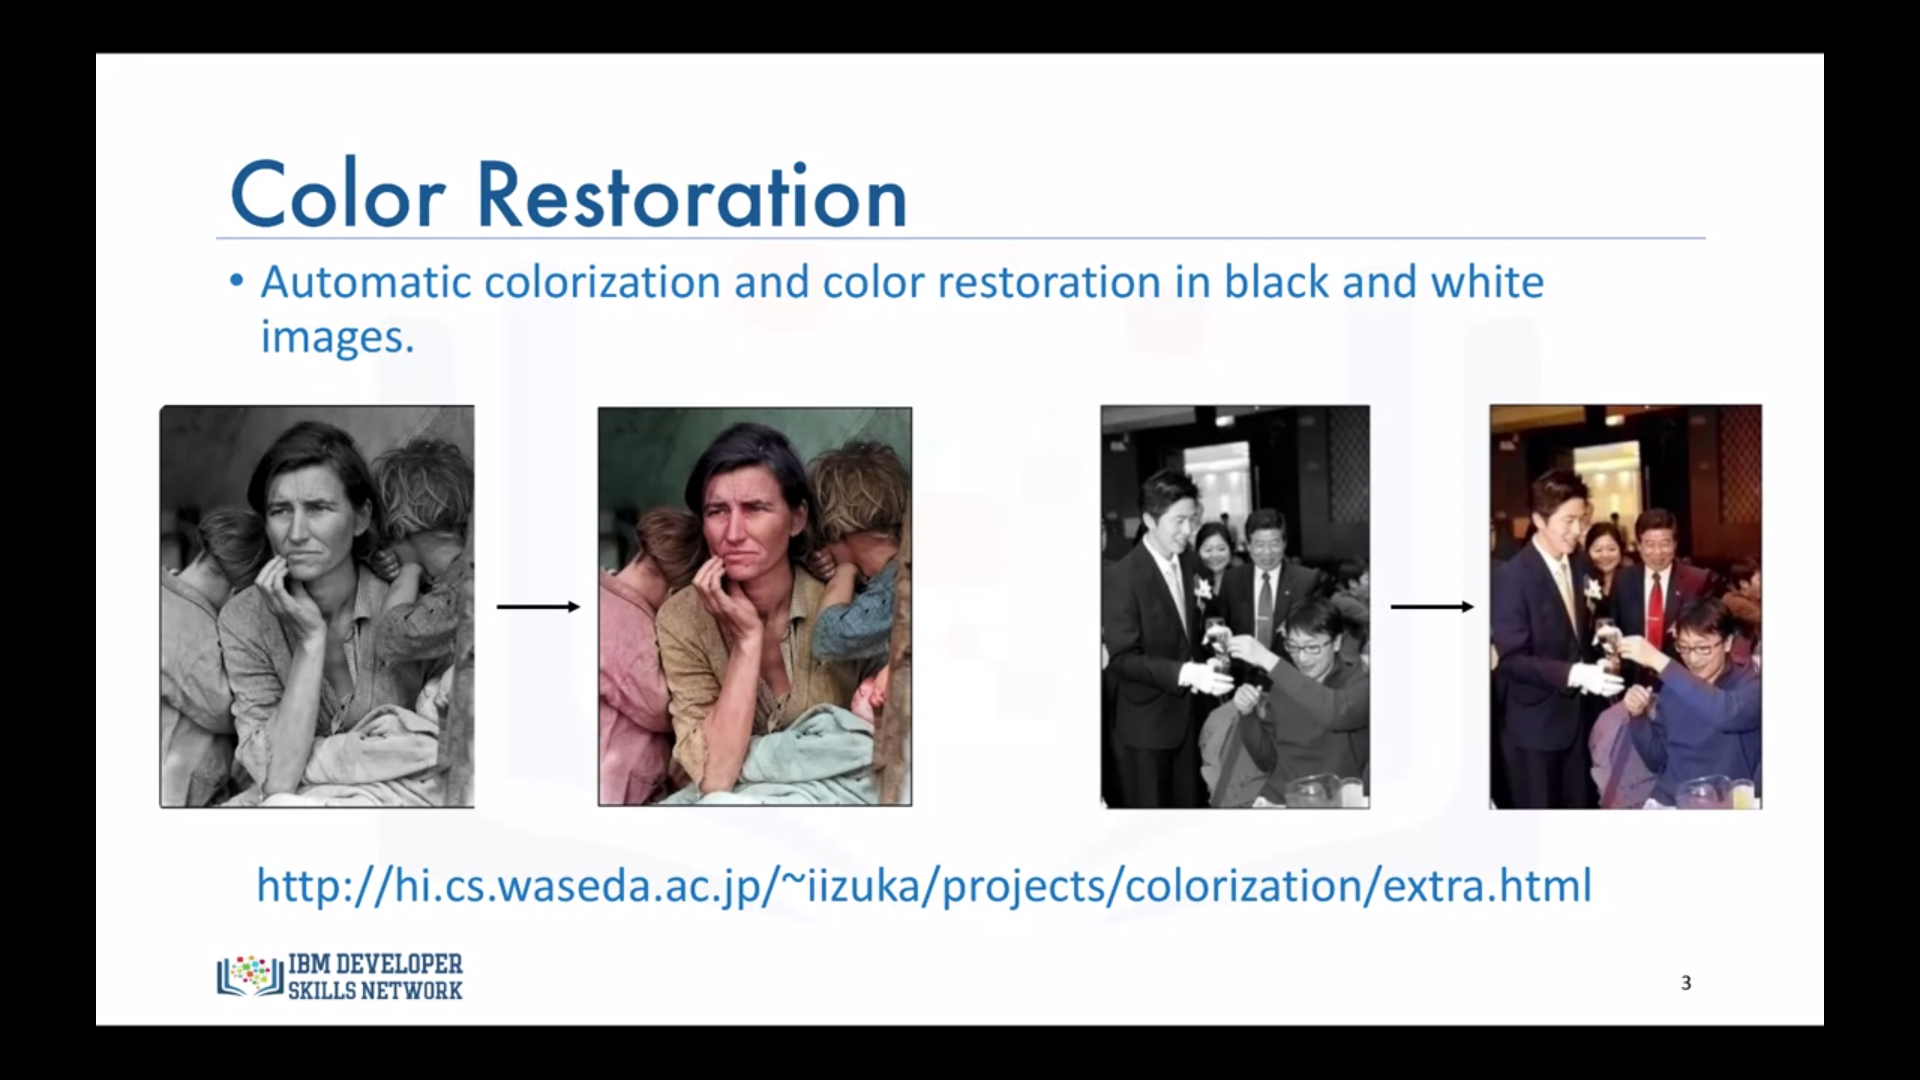 Color Restoration
• Automatic colorization and color restoration in black and white
images.
http://hi.cs.waseda.ac.jp/~iizuka/projects/colorization/extra.html
IBM DEVELOPER
SKILLS NETWORK
3